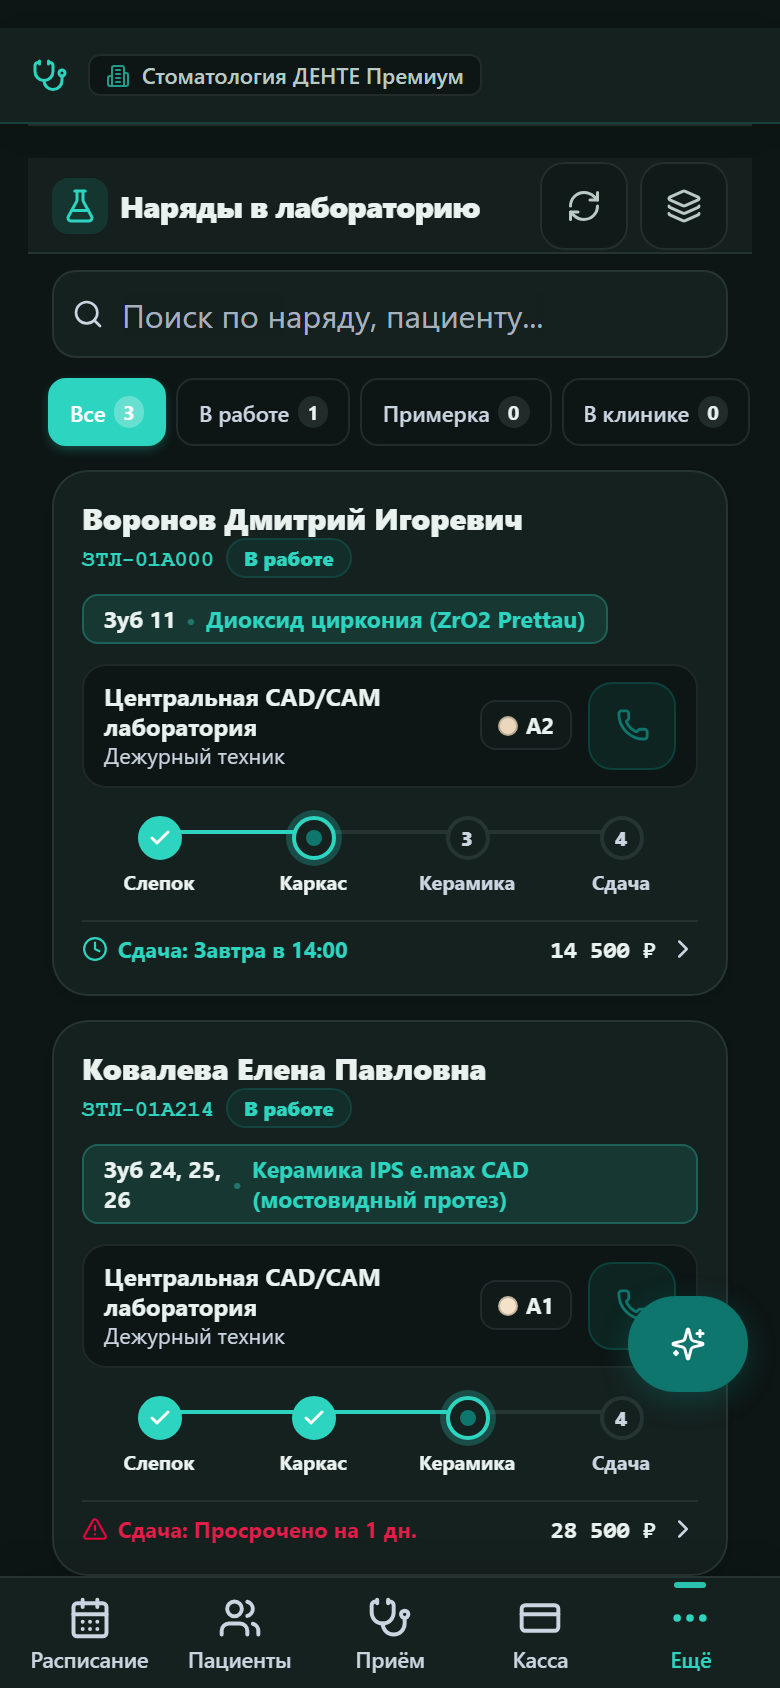 Стоматология ДЕНТЕ Премиум
Наряды в лабораторию
Поиск по наряду, пациенту...
Все 3
В работе 1
Примерка 0
В клинике 0
Воронов Дмитрий Игоревич
ЗТЛ-01A000 В работе
Зуб 11 • Диоксид циркония (ZrO2 Prettau)
Центральная CAD/CAM
лаборатория
Дежурный техник
A2
3
4
Слепок
Каркас
Керамика
Сдача
Сдача: Завтра в 14:00
14 500 ₽
Ковалева Елена Павловна
ЗТЛ-01A214 В работе
Зуб 24, 25,
26
• Керамика IPS e.max CAD
(мостовидный протез)
Центральная CAD/CAM
лаборатория
Дежурный техник
A1
4
Слепок
Каркас
Керамика
Сдача
Сдача: Просрочено на 1 дн.
28 500 ₽
Расписание
Пациенты
Приём
Касса
Ещё